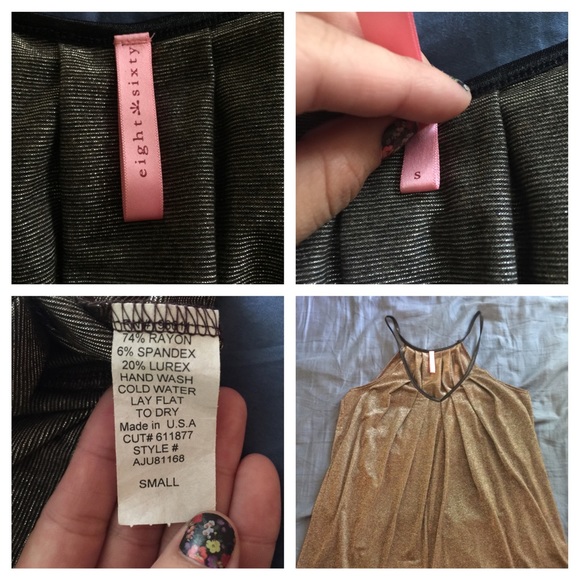 eight sixty
S
74% RAYON
6% SPANDEX
20% LUREX
HAND WASH
COLD WATER
LAY FLAT
TO DRY
Made in U.S.A
CUT# 611877
STYLE #
AJU81168
SMALL